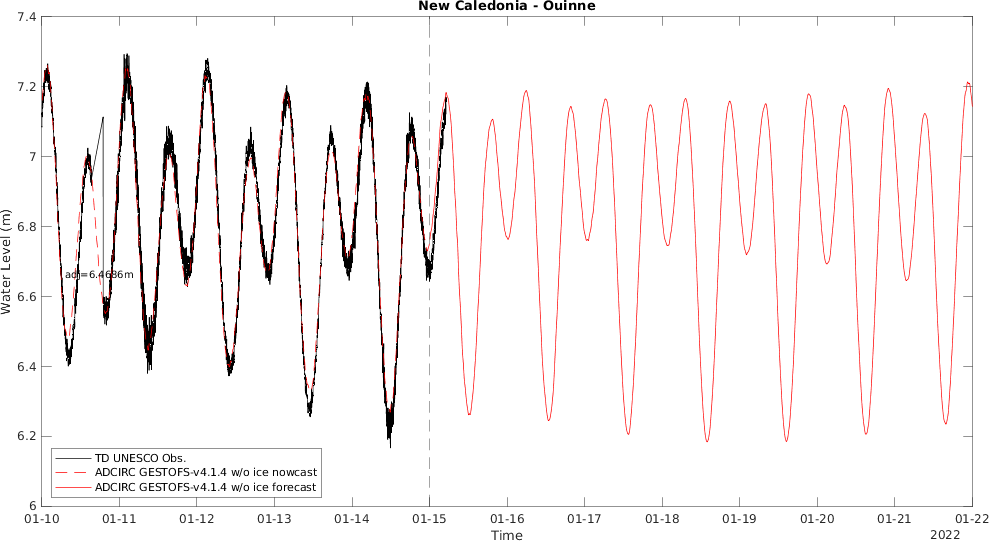 New Caledonia - Ouinne
7.4
7.2
7
6.8
6.6
6.4
6.2
6
Water Level (m)
adj=6.4686m
TD UNESCO Obs.
ADCIRC GESTOFS-v4.1.4 w/o ice nowcast
ADCIRC GESTOFS-v4.1.4 w/o ice forecast
01-10 01-11 01-12 01-13 01-14 01-15 01-16 01-17 01-18 01-19 01-20 01-21 01-22
Time
2022